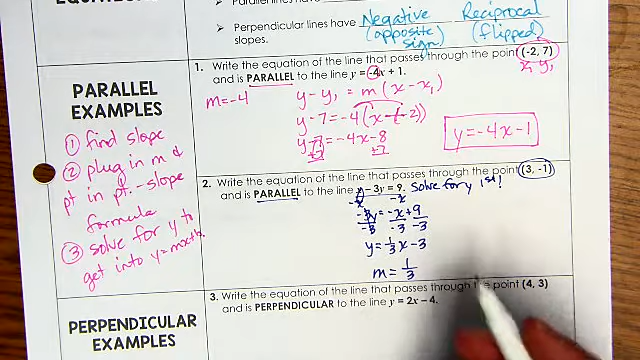 Parallel lines have
Perpendicular lines have Negative Reciprocal
slopes. (opposite sign) (flipped)
PARALLEL
EXAMPLES
① find slope
② plug in m &
pt in pt.-slope
formula
③ solve for y to
get into y=mx+b
1. Write the equation of the line that passes through the point (-2, 7)
and is PARALLEL to the line y = -4x + 1.
x₁ y₁
m=-4
y-y₁ = m(x-x₁)
y-7=-4(x--2)
y-7=-4x-8
+7 +7
y=-4x-1
2. Write the equation of the line that passes through the point (3, -1)
and is PARALLEL to the line x - 3y = 9. Solve for y 1st!
-x -x
-3y=-x+9
-3 -3 -3
y=1/3x-3
m=1/3
PERPENDICULAR
EXAMPLES
3. Write the equation of the line that passes through the point (4, 3)
and is PERPENDICULAR to the line y = 2x - 4.